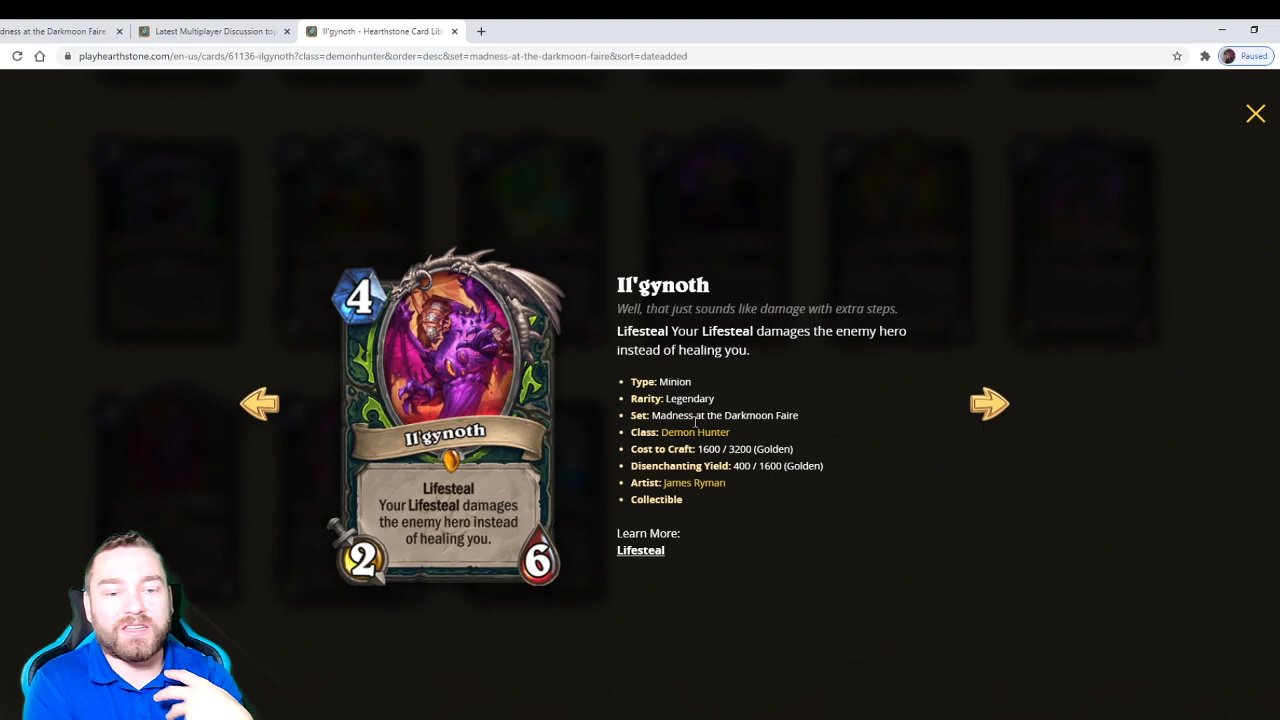 dness at the Darkmoon Faire
Latest Multiplayer Discussion top
Il'gynoth - Hearthstone Card Lib
playhearthstone.com/en-us/cards/61136-ilgynoth?class=demonhunter&order=desc&set=madness-at-the-darkmoon-faire&sort=dateadded
Paused
4
Il'gynoth
Lifesteal
Your Lifesteal damages
the enemy hero instead
of healing you.
2
6
Il'gynoth
Well, that just sounds like damage with extra steps.
Lifesteal Your Lifesteal damages the enemy hero
instead of healing you.
• Type: Minion
• Rarity: Legendary
• Set: Madness at the Darkmoon Faire
• Class: Demon Hunter
• Cost to Craft: 1600 / 3200 (Golden)
• Disenchanting Yield: 400 / 1600 (Golden)
• Artist: James Ryman
• Collectible
Learn More:
Lifesteal